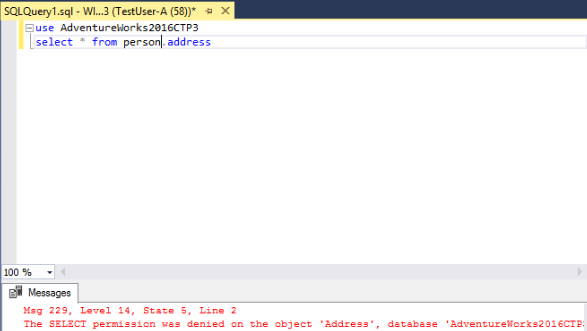 SQLQuery1.sql - WI...3 (TestUser-A (58))*
use AdventureWorks2016CTP3
select * from person.address
100 %
Messages
Msg 229, Level 14, State 5, Line 2
The SELECT permission was denied on the object 'Address', database 'AdventureWorks2016CTP